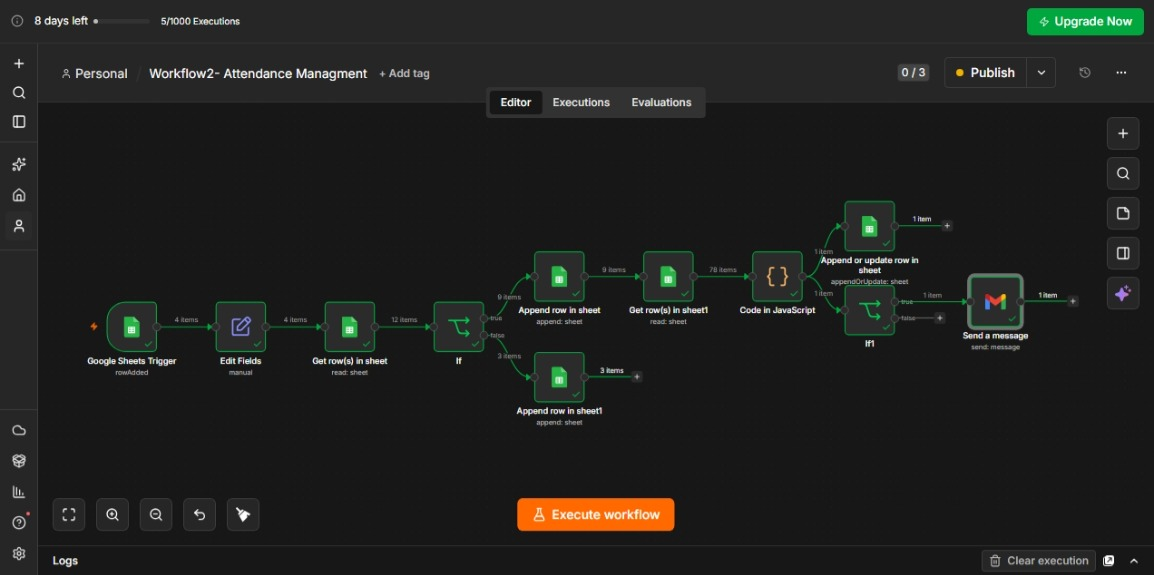 8 days left
5/1000 Executions
Upgrade Now
Personal / Workflow2- Attendance Managment + Add tag
0 / 3
Publish
Editor Executions Evaluations
4 items
Google Sheets Trigger
rowAdded
4 items
Edit Fields
manual
12 items
Get row(s) in sheet
read: sheet
If
true
false
9 items
3 items
Append row in sheet
append: sheet
9 items
Append row in sheet1
append: sheet
3 items
Get row(s) in sheet1
read: sheet
78 items
Code in JavaScript
1 item
1 item
Append or update row in
sheet
appendOrUpdate: sheet
1 item
If1
true
false
1 item
Send a message
send: message
1 item
Execute workflow
Logs
Clear execution